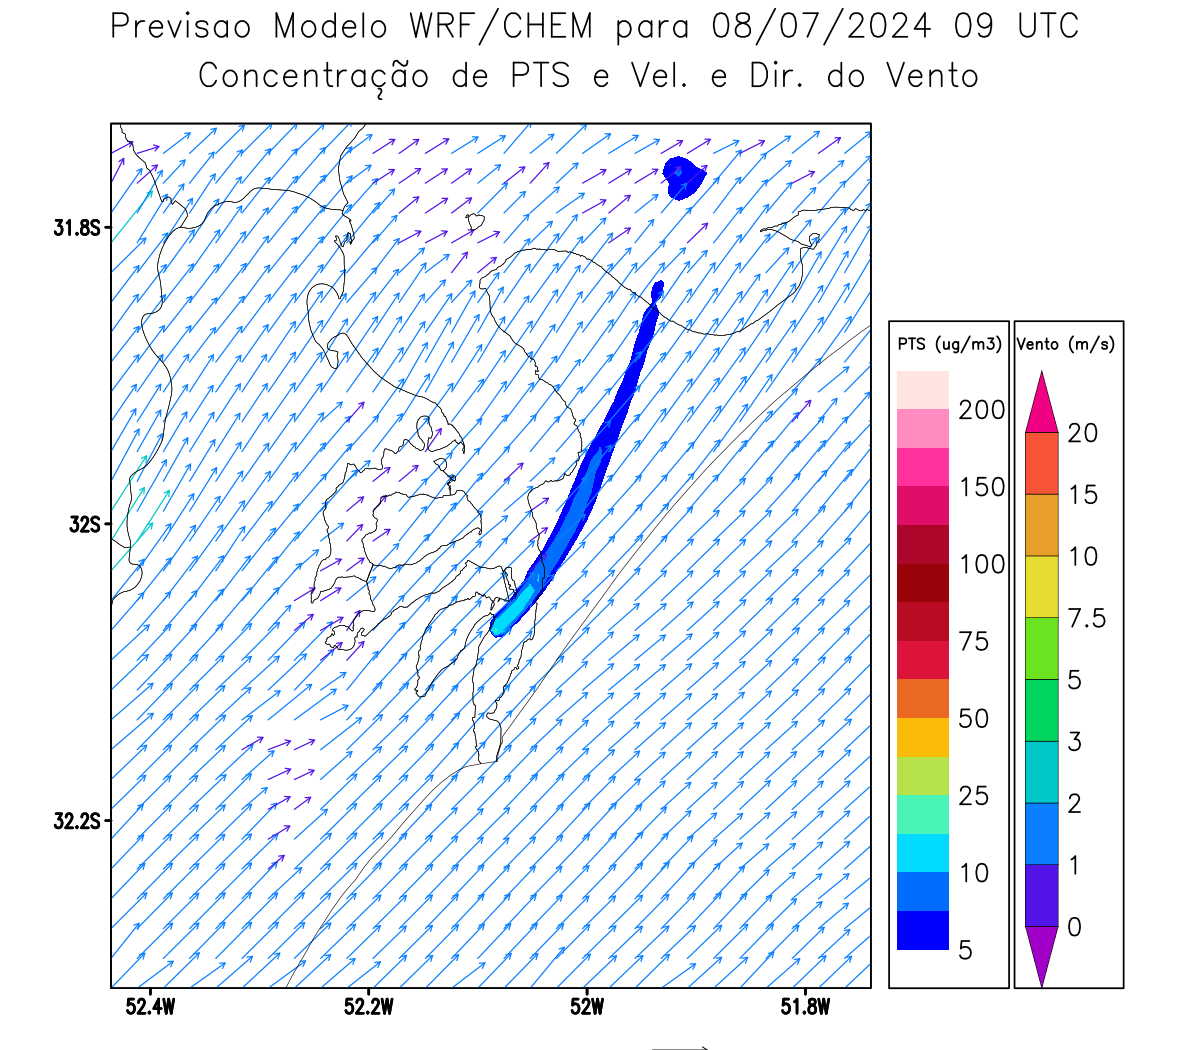 Previsao Modelo WRF/CHEM para 08/07/2024 09 UTC
Concentração de PTS e Vel. e Dir. do Vento
31.8S
32S
32.2S
52.4W
52.2W
52W
51.8W
PTS (ug/m3)
200
150
100
75
50
25
10
5
Vento (m/s)
20
15
10
7.5
5
3
2
1
0